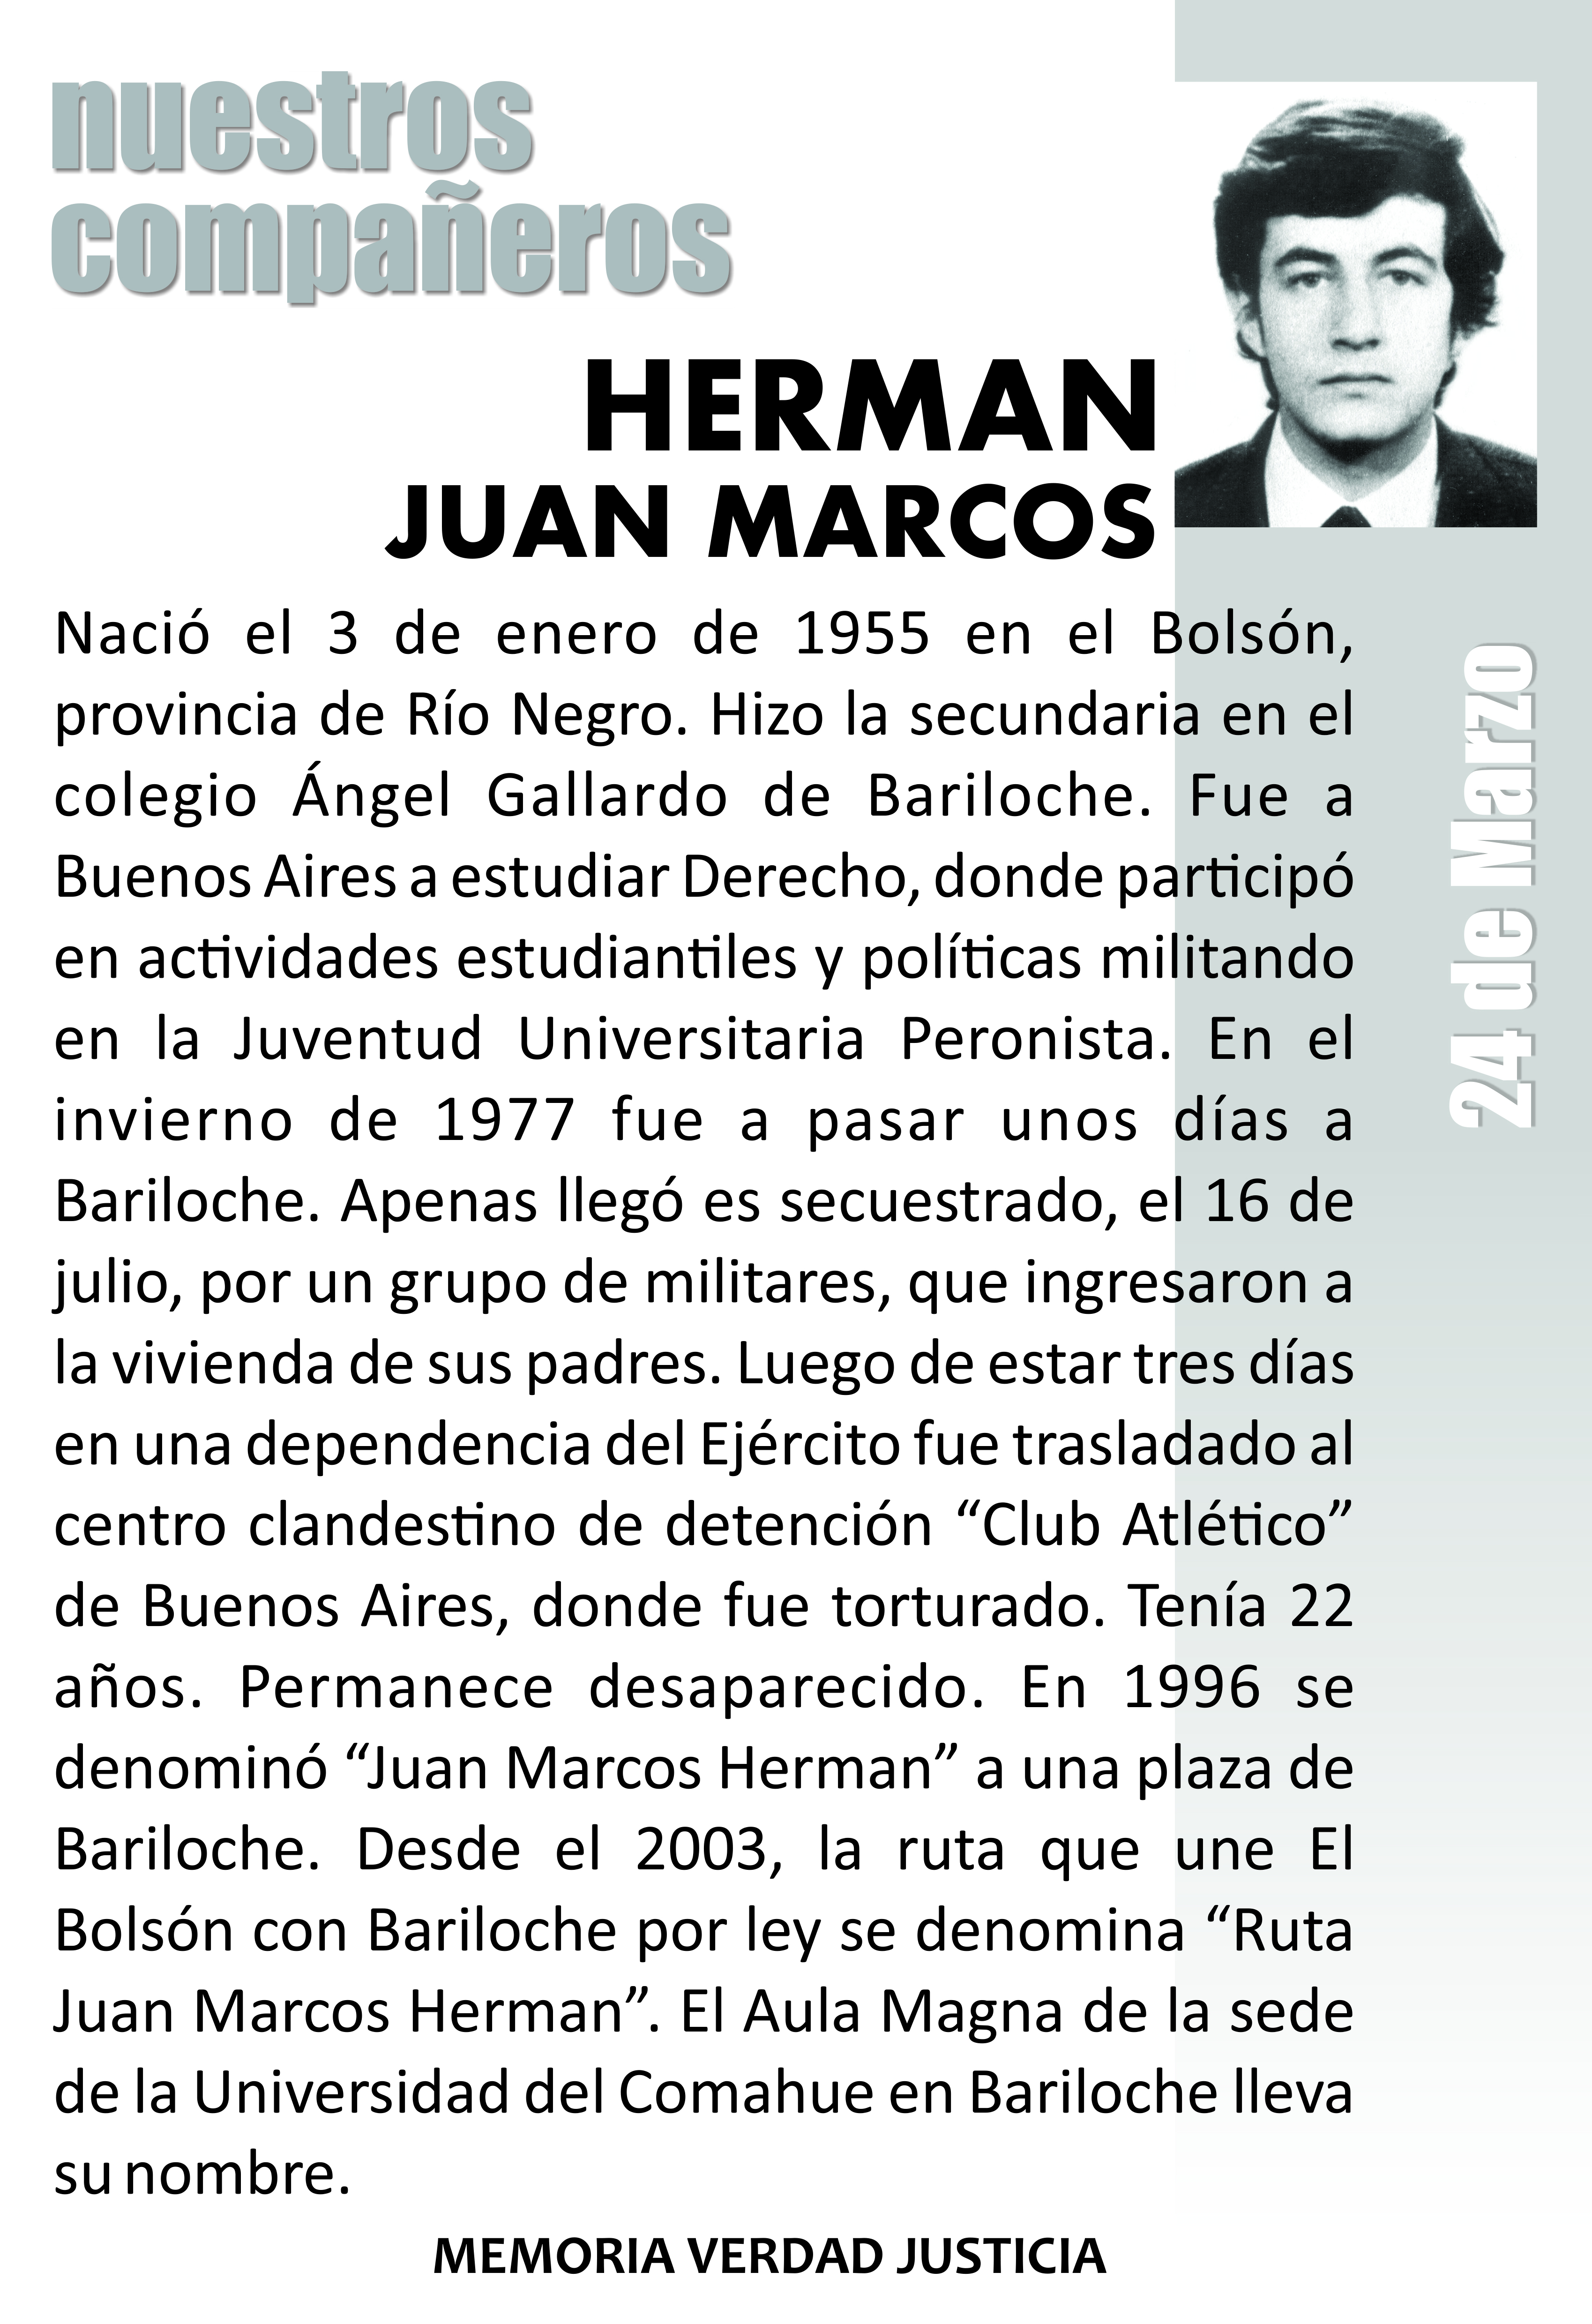 nuestros
compañeros
HERMAN
JUAN MARCOS
Nació el 3 de enero de 1955 en el Bolsón,
provincia de Río Negro. Hizo la secundaria en el
colegio Ángel Gallardo de Bariloche. Fue a
Buenos Aires a estudiar Derecho, donde participó
en actividades estudiantiles y políticas militando
en la Juventud Universitaria Peronista. En el
invierno de 1977 fue a pasar unos días a
Bariloche. Apenas llegó es secuestrado, el 16 de
julio, por un grupo de militares, que ingresaron a
la vivienda de sus padres. Luego de estar tres días
en una dependencia del Ejército fue trasladado al
centro clandestino de detención “Club Atlético”
de Buenos Aires, donde fue torturado. Tenía 22
años. Permanece desaparecido. En 1996 se
denominó “Juan Marcos Herman” a una plaza de
Bariloche. Desde el 2003, la ruta que une El
Bolsón con Bariloche por ley se denomina “Ruta
Juan Marcos Herman”. El Aula Magna de la sede
de la Universidad del Comahue en Bariloche lleva
su nombre.
24 de Marzo
MEMORIA VERDAD JUSTICIA